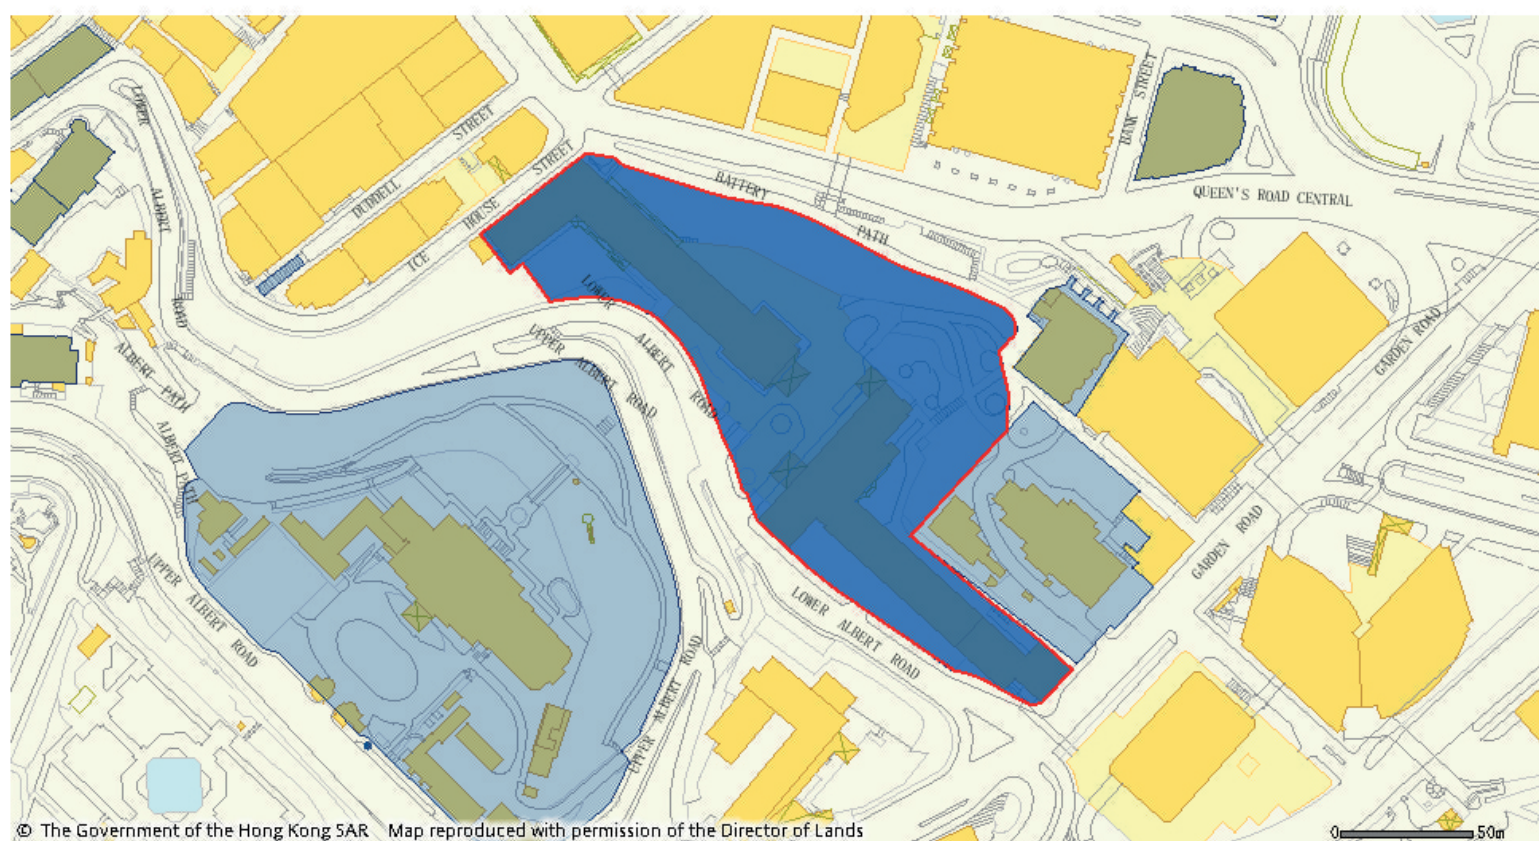 LOWER
ALBERT
ROAD
DUDDELL
STREET
ICE
HOUSE
STREET
BATTERY
PATH
BANK
STREET
QUEEN'S ROAD CENTRAL
GARDEN ROAD
ALBERT PATH
ALBERT PATH
UPPER
ALBERT
ROAD
LOWER
ALBERT
ROAD
UPPER
ALBERT
ROAD
LOWER
ALBERT
ROAD
GARDEN
ROAD
UPPER
ALBERT
ROAD
© The Government of the Hong Kong SAR Map reproduced with permission of the Director of Lands
0 50m